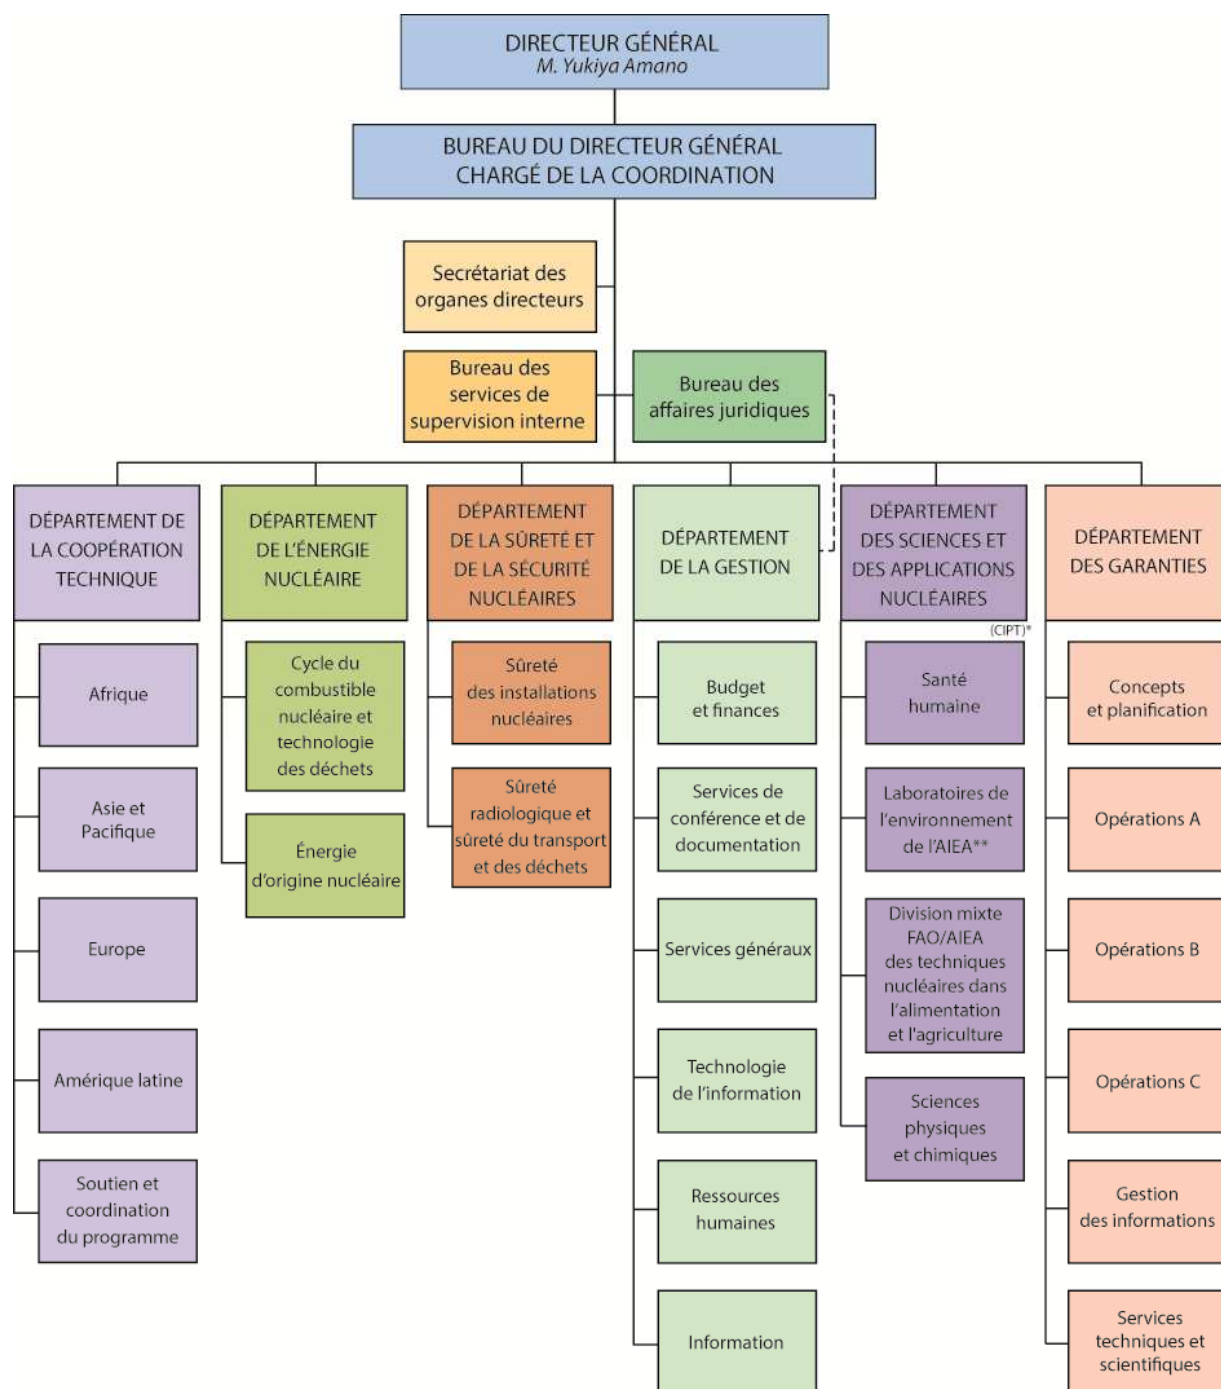 DIRECTEUR GÉNÉRAL
M. Yukiya Amano
BUREAU DU DIRECTEUR GÉNÉRAL
CHARGÉ DE LA COORDINATION
Secrétariat des
organes directeurs
Bureau des
services de
supervision interne
Bureau des
affaires juridiques
DÉPARTEMENT DE
LA COOPÉRATION
TECHNIQUE
Afrique
Asie et
Pacifique
Europe
Amérique latine
Soutien et
coordination
du programme
DÉPARTEMENT
DE L'ÉNERGIE
NUCLÉAIRE
Cycle du
combustible
nucléaire et
technologie
des déchets
Énergie
d'origine nucléaire
DÉPARTEMENT
DE LA SÛRETÉ ET
DE LA SÉCURITÉ
NUCLÉAIRES
Sûreté
des installations
nucléaires
Sûreté
radiologique et
sûreté du transport
et des déchets
DÉPARTEMENT
DE LA GESTION
Budget
et finances
Services de
conférence et de
documentation
Services généraux
Technologie
de l'information
Ressources
humaines
Information
DÉPARTEMENT
DES SCIENCES ET
DES APPLICATIONS
NUCLÉAIRES
(CIPT)*
Santé
humaine
Laboratoires de
l'environnement
de l'AIEA**
Division mixte
FAO/AIEA
des techniques
nucléaires dans
l'alimentation
et l'agriculture
Sciences
physiques
et chimiques
DÉPARTEMENT
DES GARANTIES
Concepts
et planification
Opérations A
Opérations B
Opérations C
Gestion
des informations
Services
techniques et
scientifiques